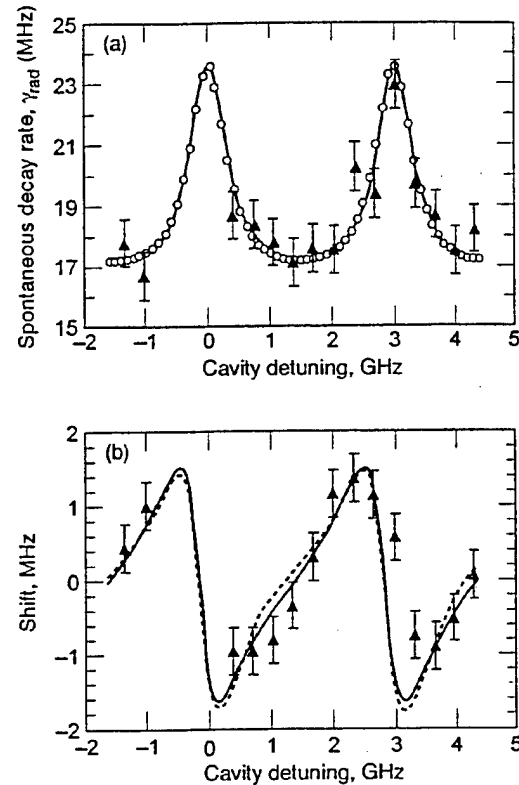 (a)
Spontaneous decay rate, γrad (MHz)
25
23
21
19
17
15
−2 −1 0 1 2 3 4 5
Cavity detuning, GHz
(b)
Shift, MHz
2
1
0
−1
−2
−2 −1 0 1 2 3 4 5
Cavity detuning, GHz